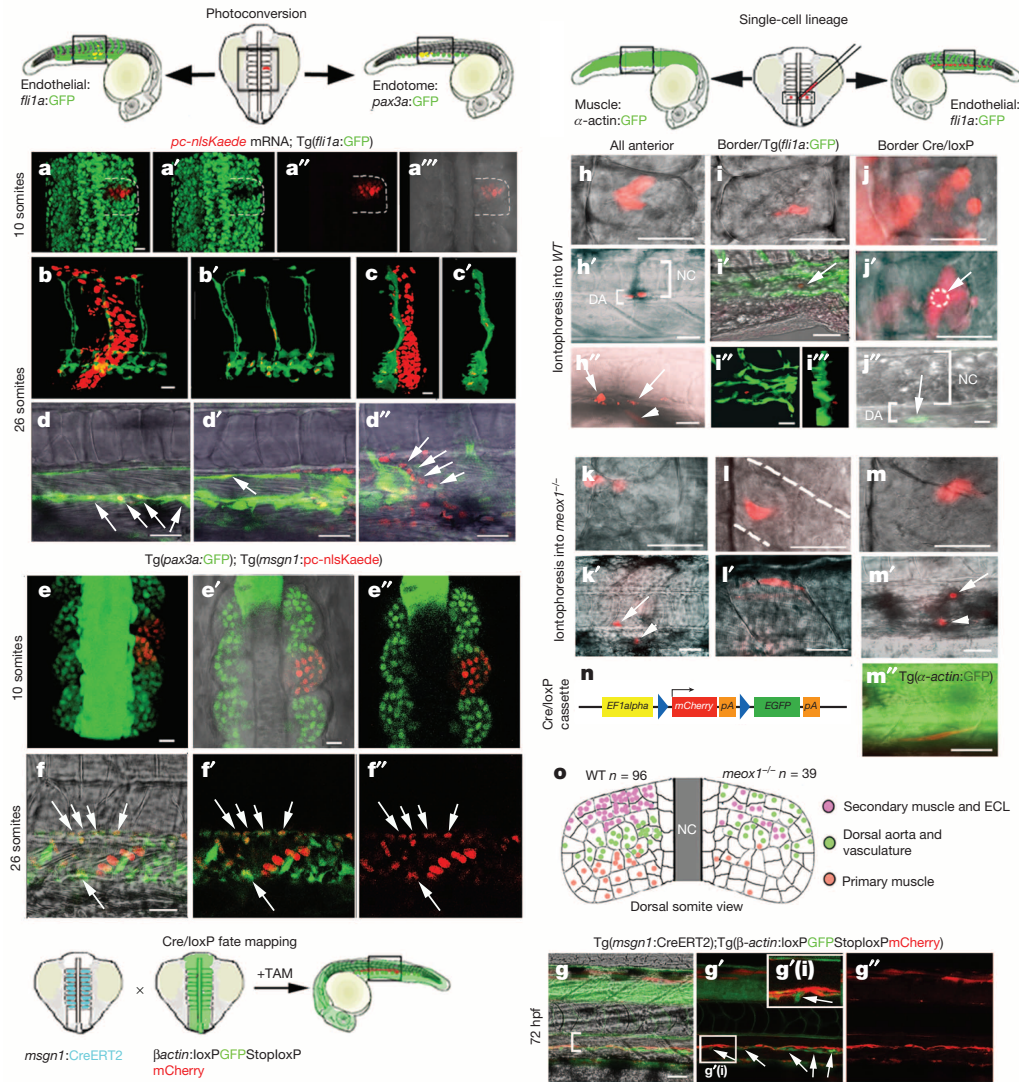 Photoconversion
Endothelial:
fli1a:GFP
Endotome:
pax3a:GFP
pc-nlsKaede mRNA; Tg(fli1a:GFP)
10 somites
a
a′
a″
a‴
26 somites
b
b′
c
c′
d
d′
d″
Tg(pax3a:GFP); Tg(msgn1:pc-nlsKaede)
10 somites
e
e′
e″
26 somites
f
f′
f″
Cre/loxP fate mapping
+TAM
×
msgn1:CreERT2
βactin:loxPGFPStoploxP
mCherry
Single-cell lineage
Muscle:
α-actin:GFP
Endothelial:
fli1a:GFP
All anterior
Border/Tg(fli1a:GFP)
Border Cre/loxP
Iontophoresis into WT
h
i
j
h′
NC
DA
i′
j′
h″
i″
i‴
j″
NC
DA
Iontophoresis into meox1−/−
k
l
m
k′
l′
m′
n
Cre/loxP
cassette
EF1alpha
mCherry
pA
EGFP
pA
m″
Tg(α-actin:GFP)
o
WT n = 96
meox1−/− n = 39
NC
Secondary muscle and ECL
Dorsal aorta and
vasculature
Primary muscle
Dorsal somite view
Tg(msgn1:CreERT2);Tg(β-actin:loxPGFPStoploxPmCherry)
72 hpf
g
g′
g′(i)
g′(i)
g″